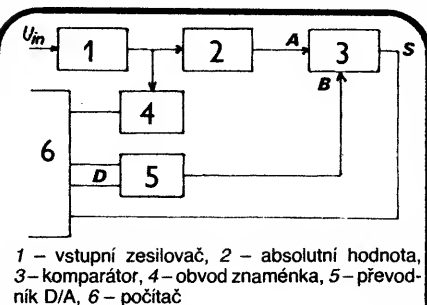 Uin
1
2
A
3
S
B
4
6
D
5
1 – vstupní zesilovač, 2 – absolutní hodnota,
3 – komparátor, 4 – obvod znaménka, 5 – převod-
ník D/A, 6 – počítač